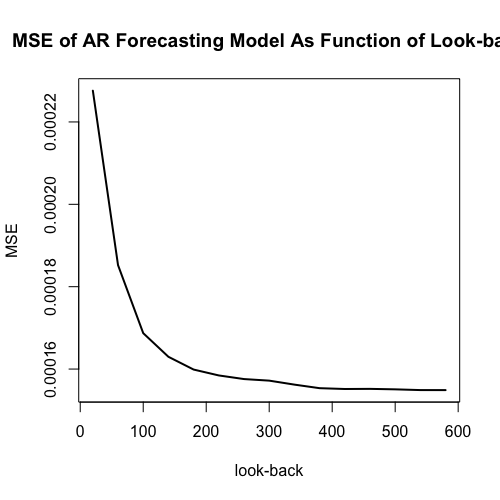 MSE of AR Forecasting Model As Function of Look-ba
MSE
0.00022
0.00020
0.00018
0.00016
0 100 200 300 400 500 600
look-back